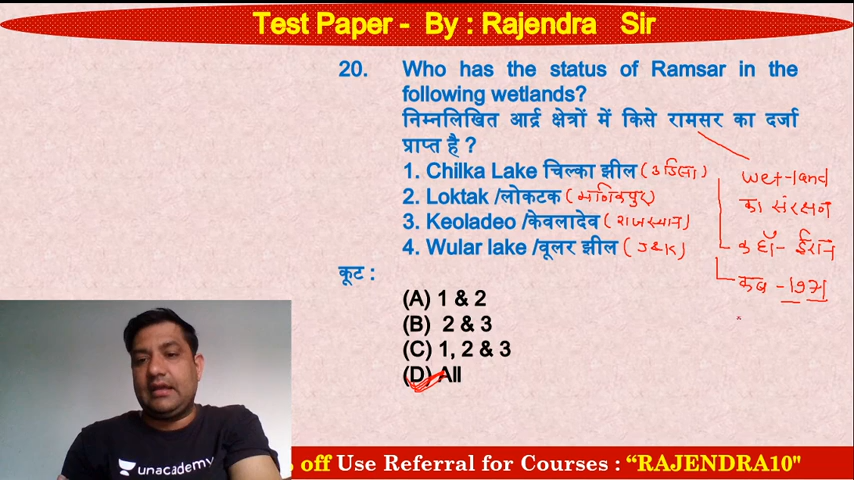 Test Paper - By : Rajendra Sir
20. Who has the status of Ramsar in the
following wetlands?
निम्नलिखित आर्द्र क्षेत्रों में किसे रामसर का दर्जा
प्राप्त है ?
1. Chilka Lake चिल्का झील (उड़िसा)
2. Loktak /लोकटक (मणिपुर)
3. Keoladeo /केवलादेव (राजस्थान)
4. Wular lake /वूलर झील (J&K)
wet-land
का संरक्षण
कहाँ - ईरान
कब - 1971
कूट :
(A) 1 & 2
(B) 2 & 3
(C) 1, 2 & 3
(D) All
unacademy
off Use Referral for Courses : “RAJENDRA10"